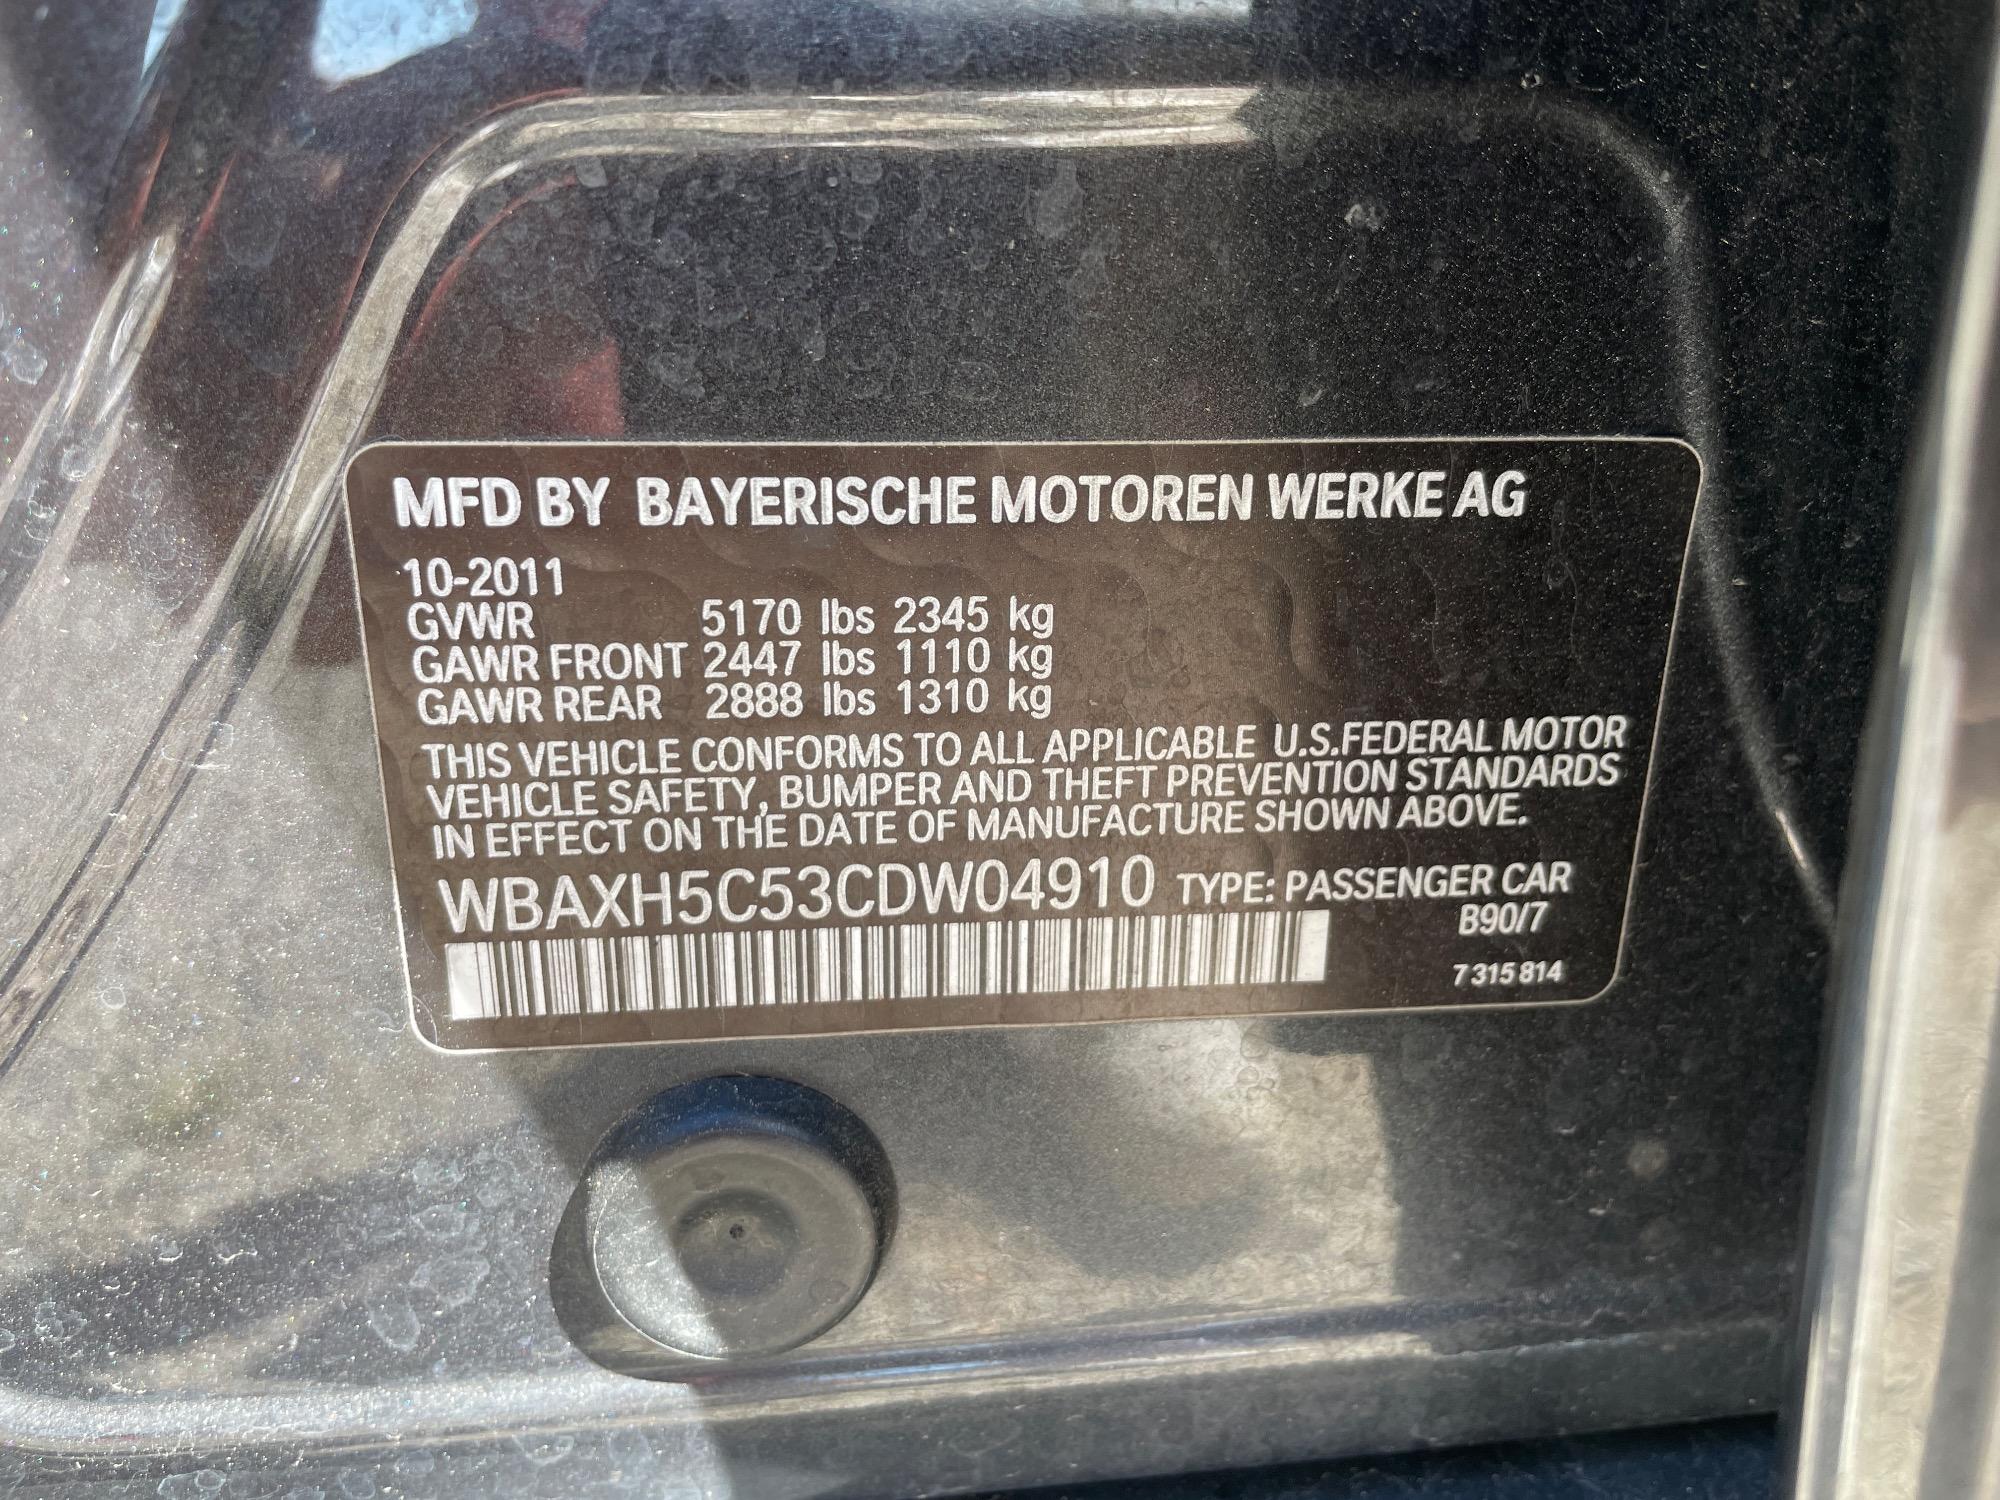 MFD BY BAYERISCHE MOTOREN WERKE AG
10-2011
GVWR 5170 lbs 2345 kg
GAWR FRONT 2447 lbs 1110 kg
GAWR REAR 2888 lbs 1310 kg
THIS VEHICLE CONFORMS TO ALL APPLICABLE U.S.FEDERAL MOTOR
VEHICLE SAFETY, BUMPER AND THEFT PREVENTION STANDARDS
IN EFFECT ON THE DATE OF MANUFACTURE SHOWN ABOVE.
WBAXH5C53CDW04910 TYPE: PASSENGER CAR
B90/7
7 315 814